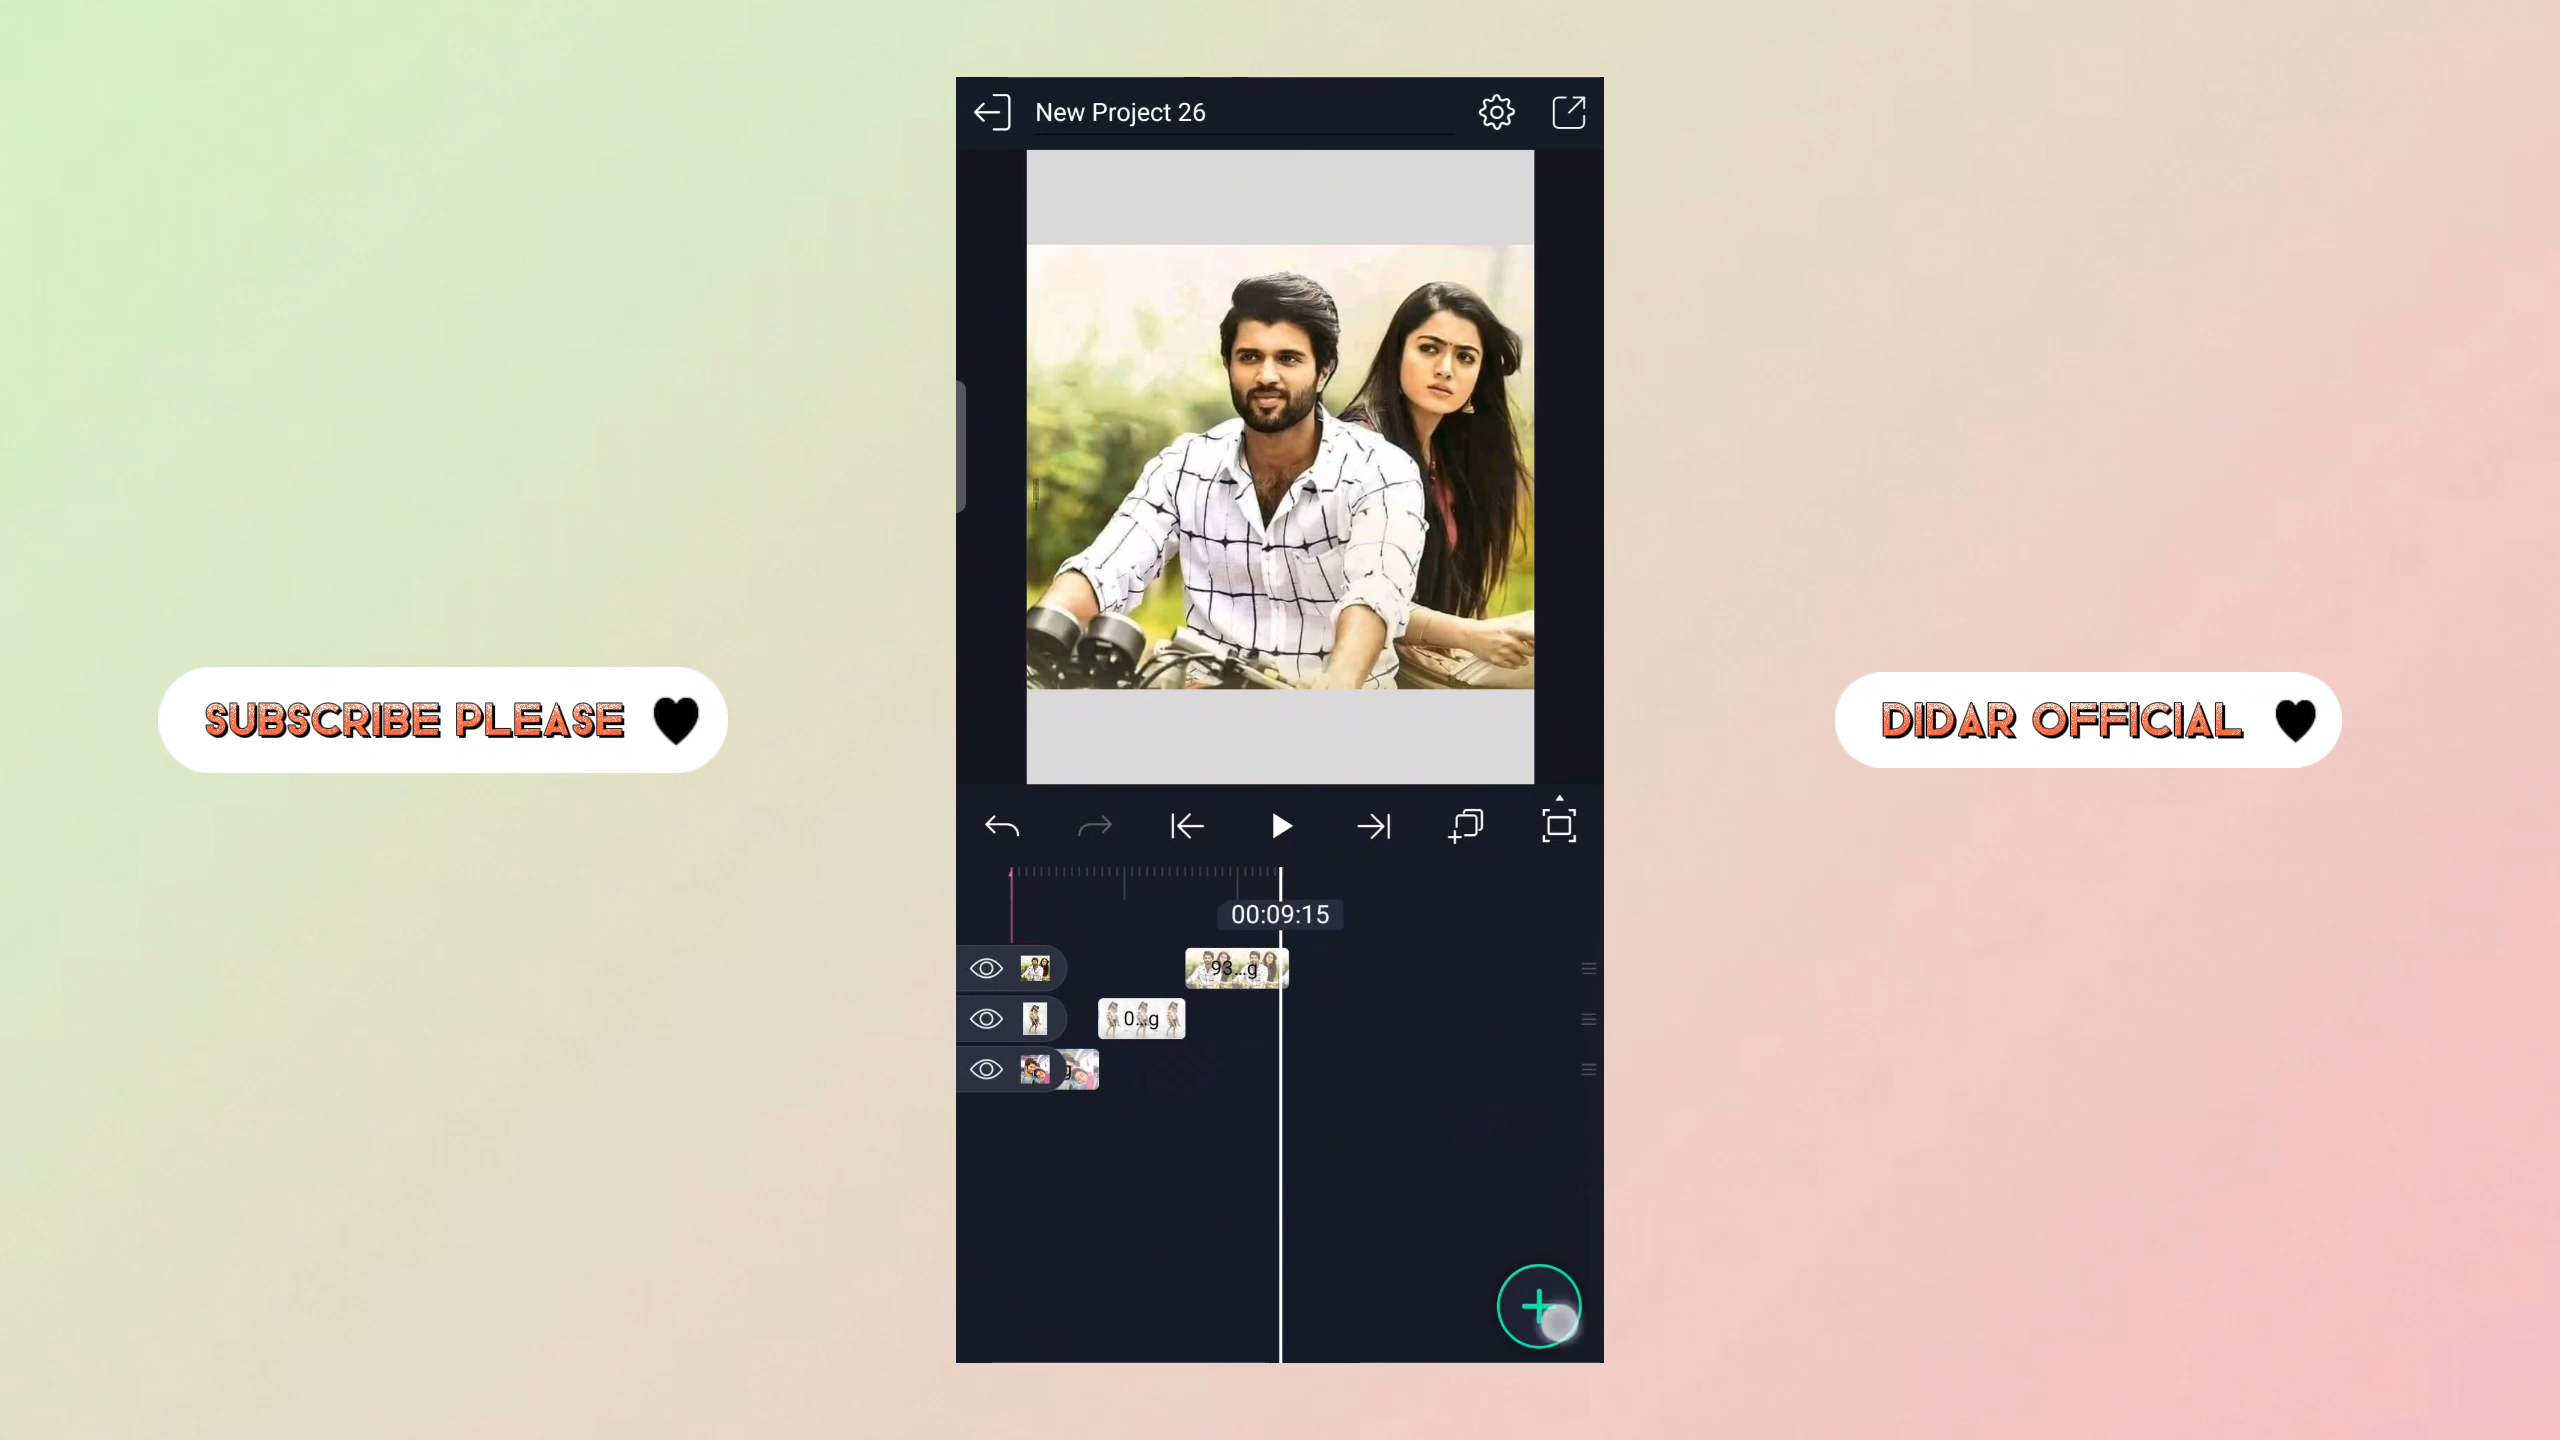 New Project 26
SUBSCRIBE PLEASE
DIDAR OFFICIAL
00:09:15
93...g
0...g
g